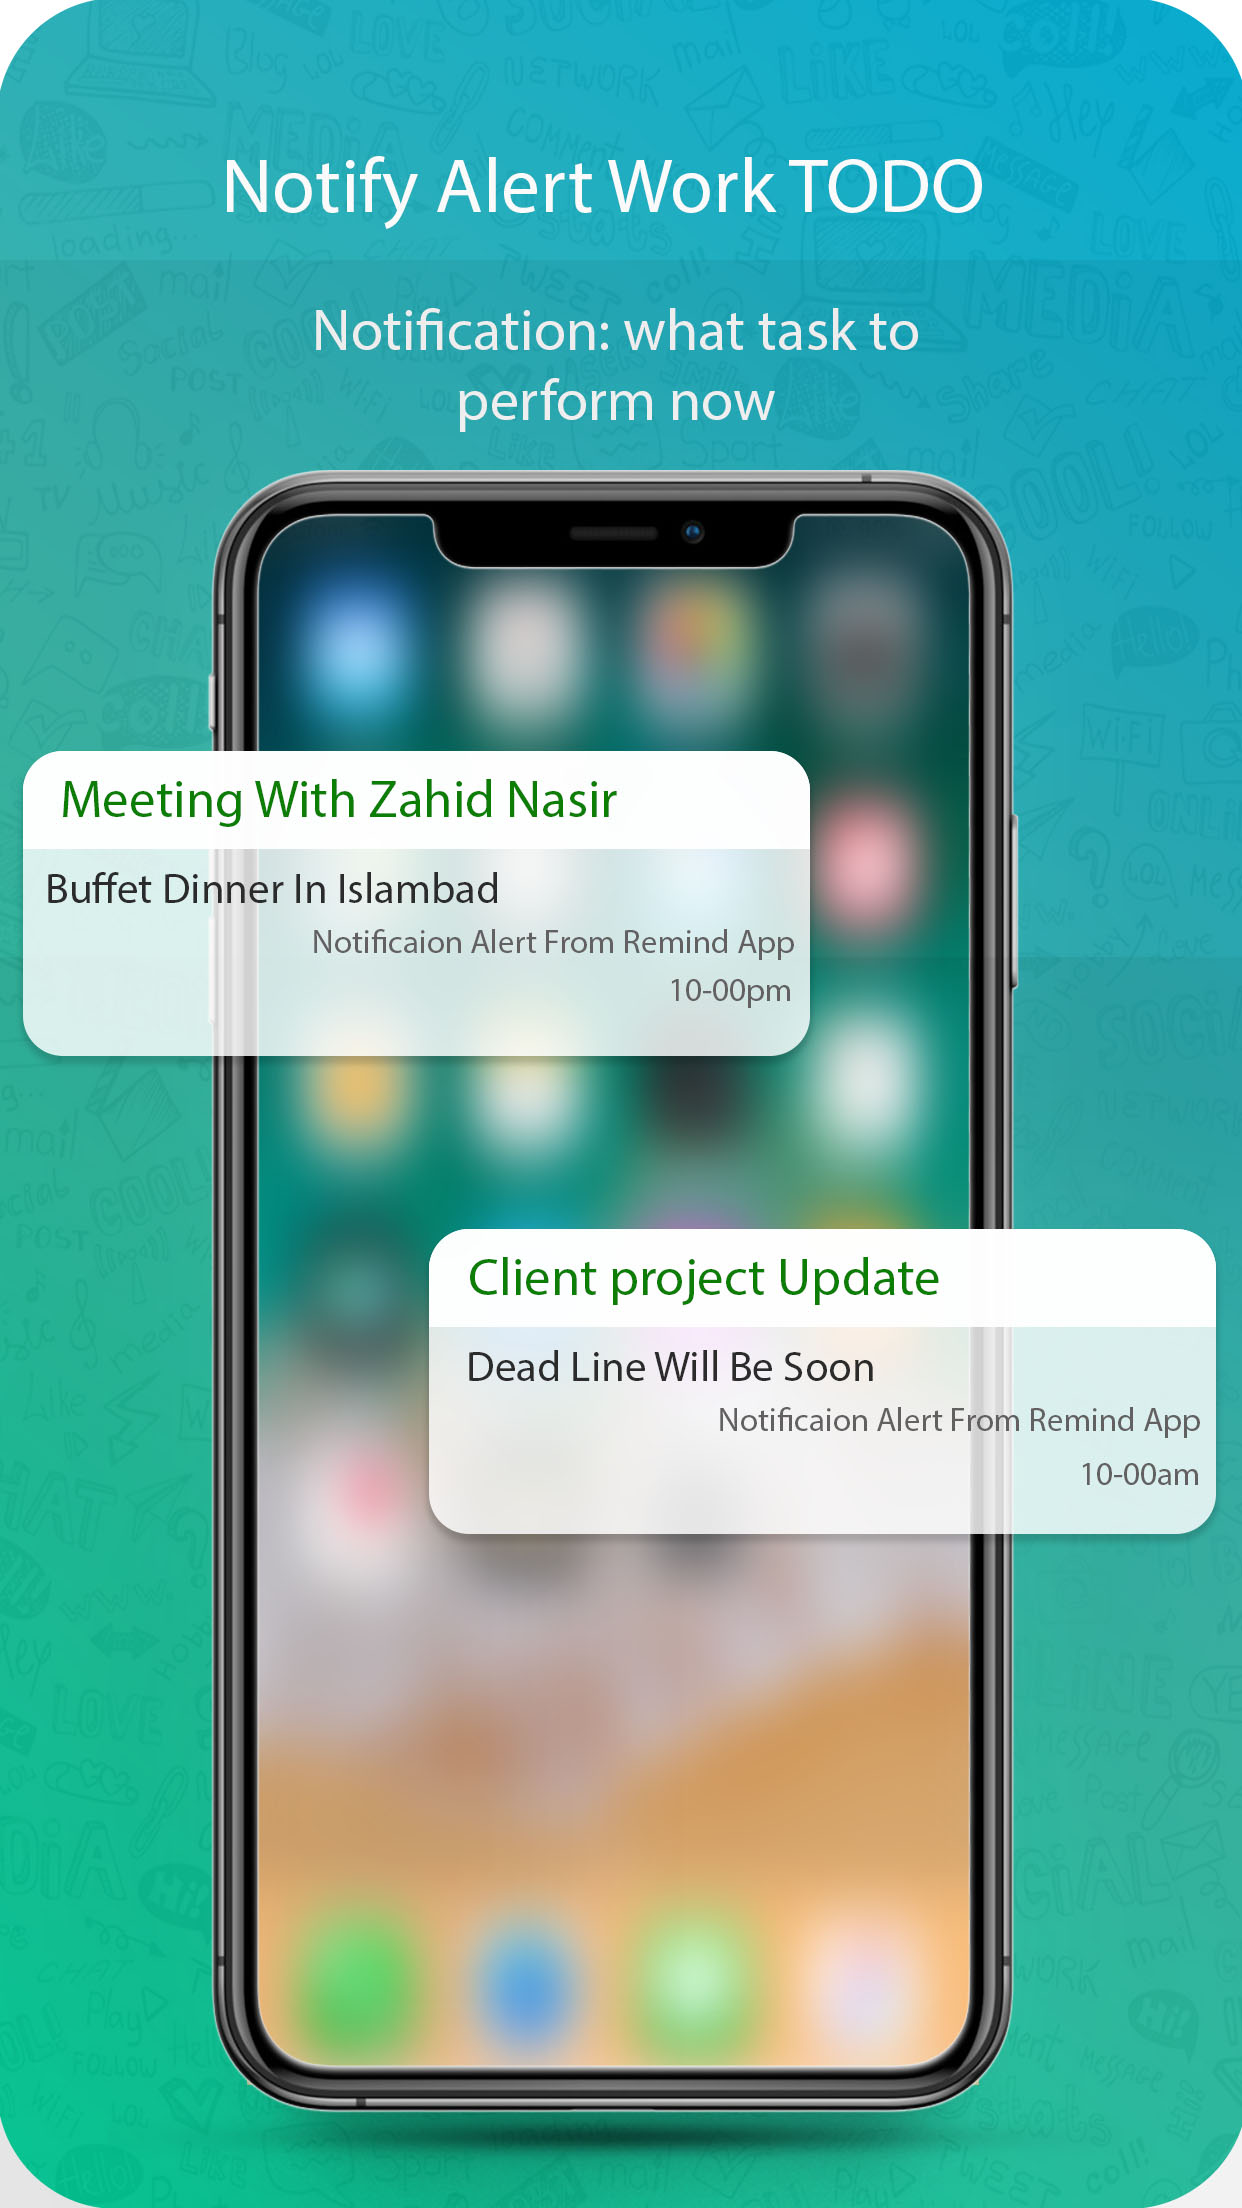 Notify Alert Work TODO
Notification: what task to
perform now
Meeting With Zahid Nasir
Buffet Dinner In Islambad
Notificaion Alert From Remind App
10-00pm
Client project Update
Dead Line Will Be Soon
Notificaion Alert From Remind App
10-00am